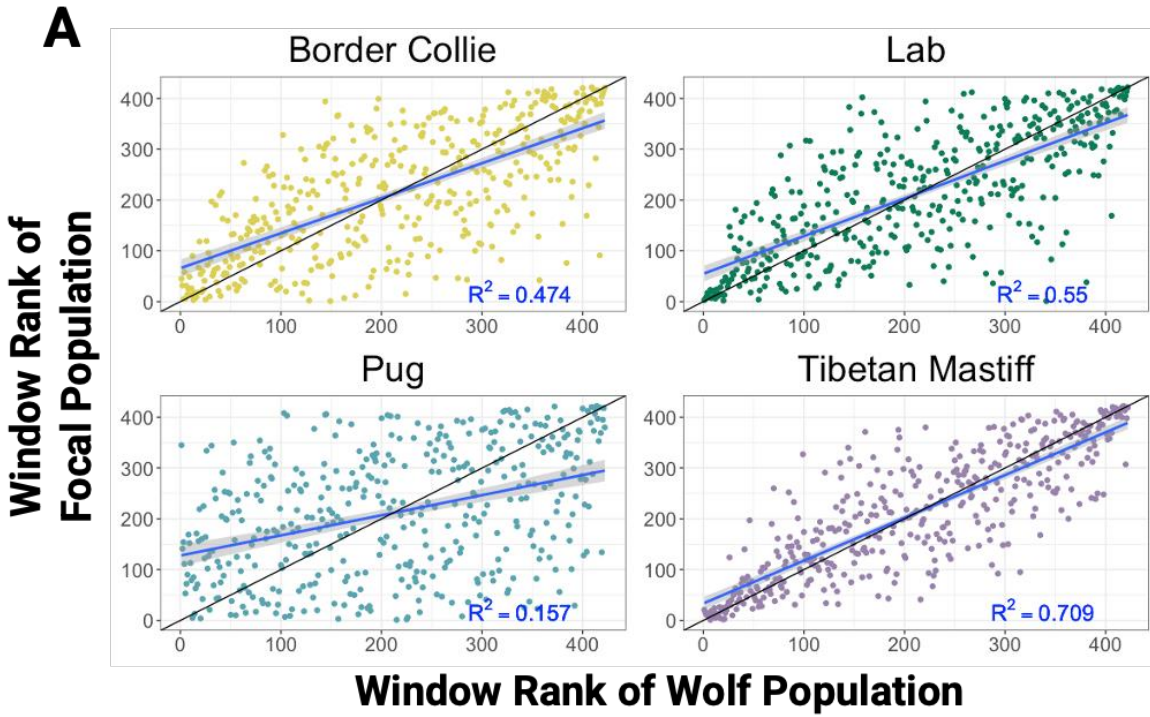 A
Border Collie
Lab
400
300
200
100
0
R² = 0.474
0 100 200 300 400
400
300
200
100
0
R² = 0.55
0 100 200 300 400
Pug
Tibetan Mastiff
400
300
200
100
0
R² = 0.157
0 100 200 300 400
400
300
200
100
0
R² = 0.709
0 100 200 300 400
Window Rank of
Focal Population
Window Rank of Wolf Population